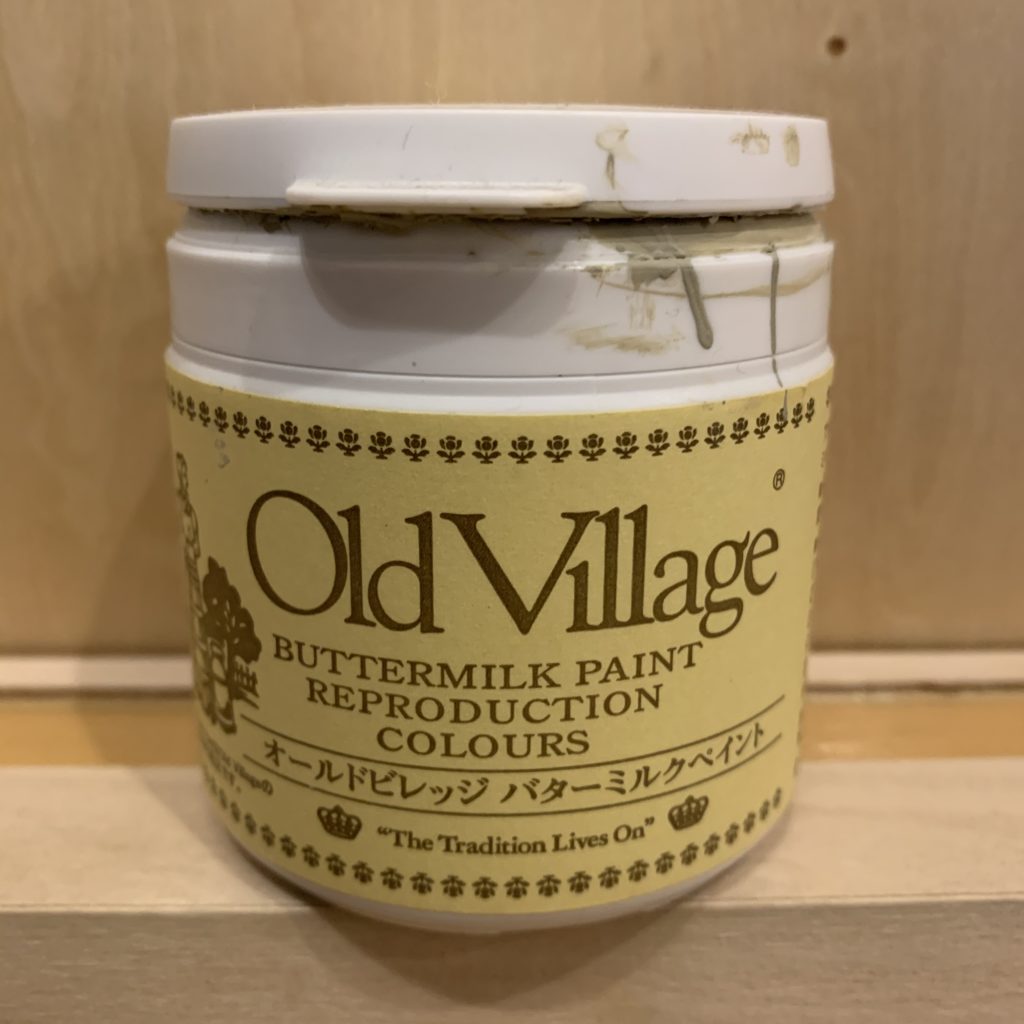 Old Village®
BUTTERMILK PAINT
REPRODUCTION
COLOURS
オールドビレッジ バターミルクペイント
“The Tradition Lives On”